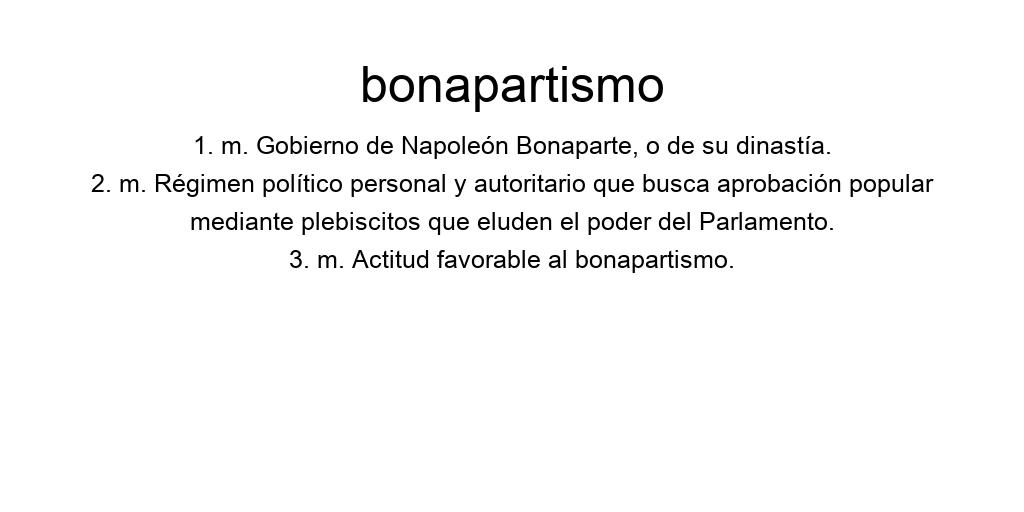 bonapartismo
1. m. Gobierno de Napoleón Bonaparte, o de su dinastía.
2. m. Régimen político personal y autoritario que busca aprobación popular
mediante plebiscitos que eluden el poder del Parlamento.
3. m. Actitud favorable al bonapartismo.